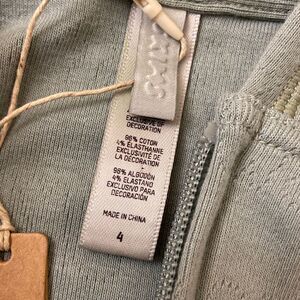 SKIMS
EXCLUSIVE OF
DECORATION
96% COTON
4% ÉLASTHANNE
EXCLUSIVITÉ DE
LA DÉCORATION
96% ALGODÓN
4% ELASTANO
EXCLUSIVO PARA
DECORACIÓN
MADE IN CHINA
4